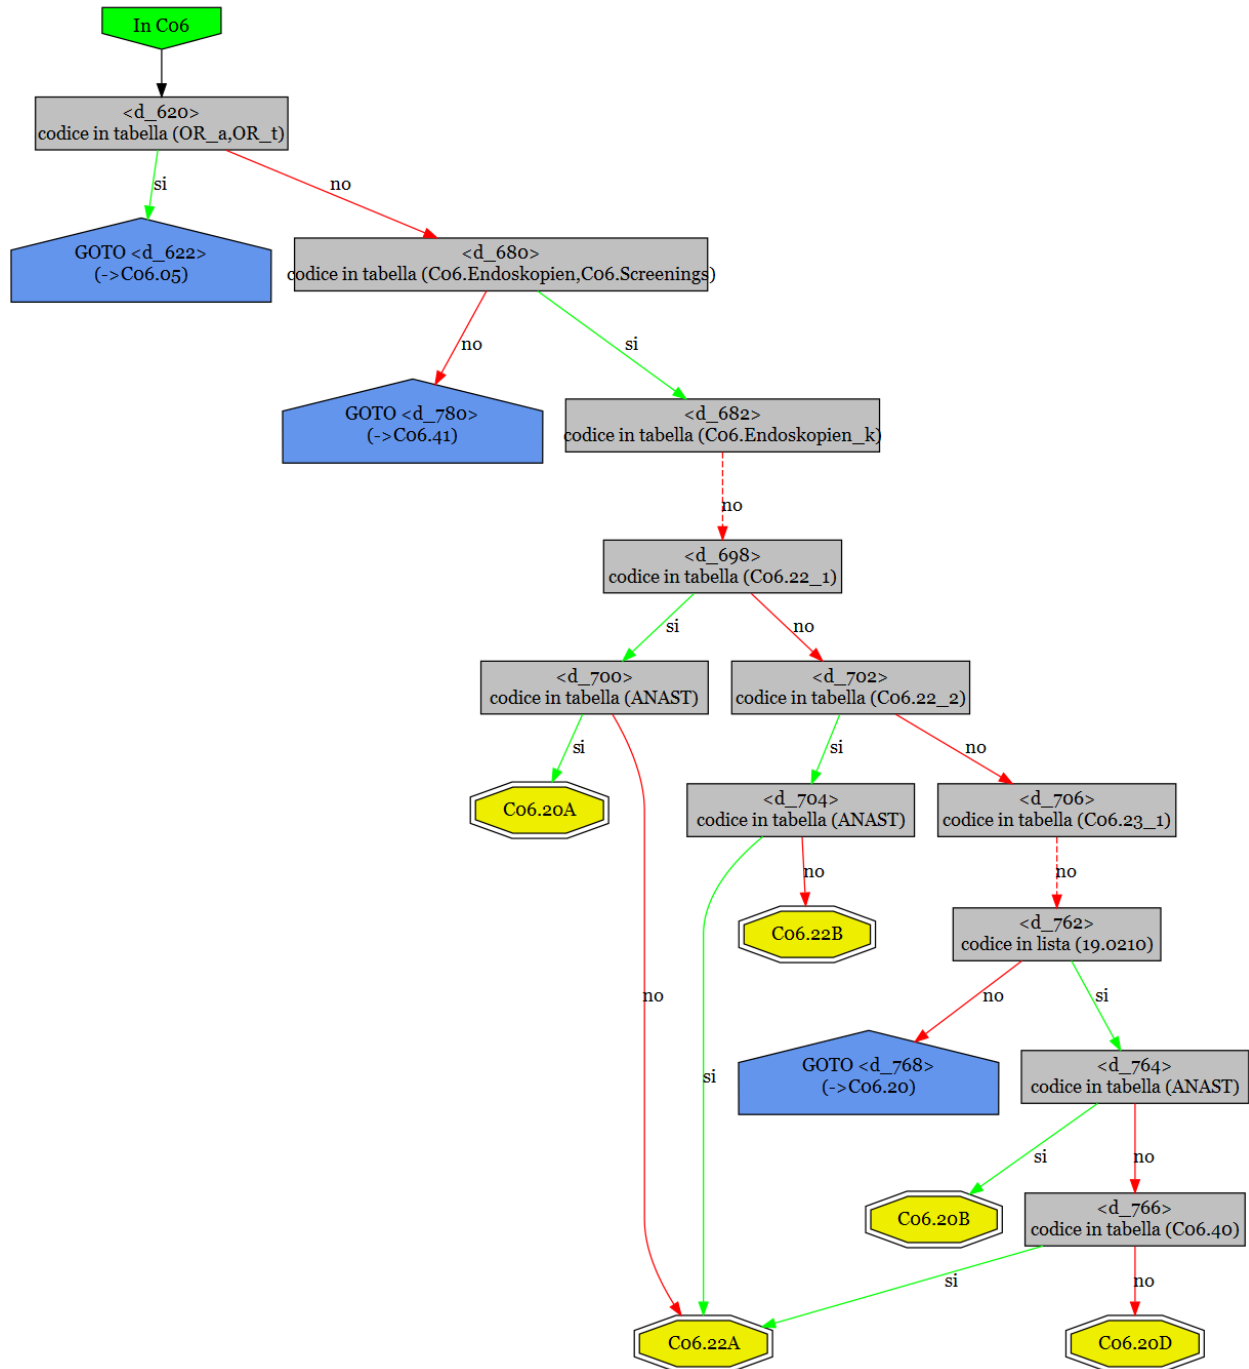 In C06
<d_620>
codice in tabella (OR_a,OR_t)
si
no
GOTO <d_622>
(->C06.05)
<d_680>
codice in tabella (C06.Endoskopien,C06.Screenings)
no
si
GOTO <d_780>
(->C06.41)
<d_682>
codice in tabella (C06.Endoskopien_k)
no
<d_698>
codice in tabella (C06.22_1)
si
no
<d_700>
codice in tabella (ANAST)
<d_702>
codice in tabella (C06.22_2)
si
si
no
C06.20A
<d_704>
codice in tabella (ANAST)
<d_706>
codice in tabella (C06.23_1)
no
no
C06.22B
<d_762>
codice in lista (19.0210)
no
no
si
GOTO <d_768>
(->C06.20)
si
<d_764>
codice in tabella (ANAST)
si
no
C06.20B
<d_766>
codice in tabella (C06.40)
si
no
C06.22A
C06.20D